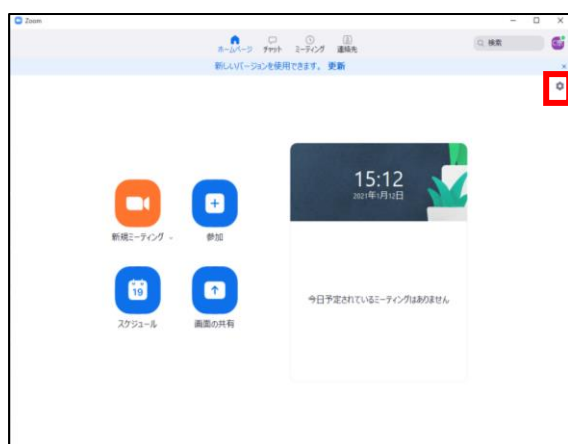 Zoom
ホームページ チャット ミーティング 連絡先
検索
新しいバージョンを使用できます。 更新
15:12
2021年1月12日
新規ミーティング
参加
19
スケジュール
画面の共有
今日予定されているミーティングはありません